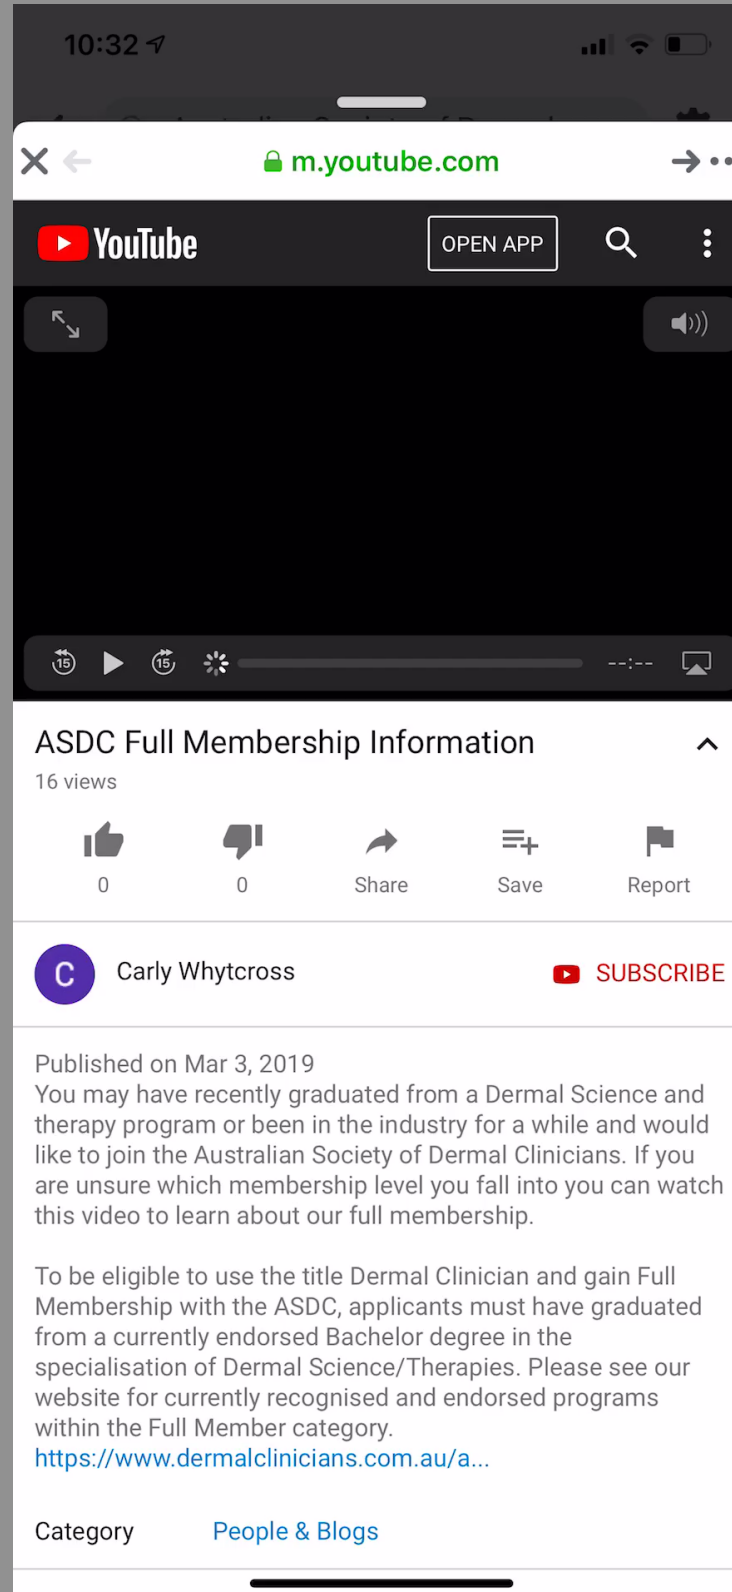 10:32
m.youtube.com
YouTube
OPEN APP
15
15
--:--
ASDC Full Membership Information
16 views
0
0
Share
Save
Report
C
Carly Whytcross
SUBSCRIBE
Published on Mar 3, 2019
You may have recently graduated from a Dermal Science and
therapy program or been in the industry for a while and would
like to join the Australian Society of Dermal Clinicians. If you
are unsure which membership level you fall into you can watch
this video to learn about our full membership.
To be eligible to use the title Dermal Clinician and gain Full
Membership with the ASDC, applicants must have graduated
from a currently endorsed Bachelor degree in the
specialisation of Dermal Science/Therapies. Please see our
website for currently recognised and endorsed programs
within the Full Member category.
https://www.dermalclinicians.com.au/a...
Category People & Blogs